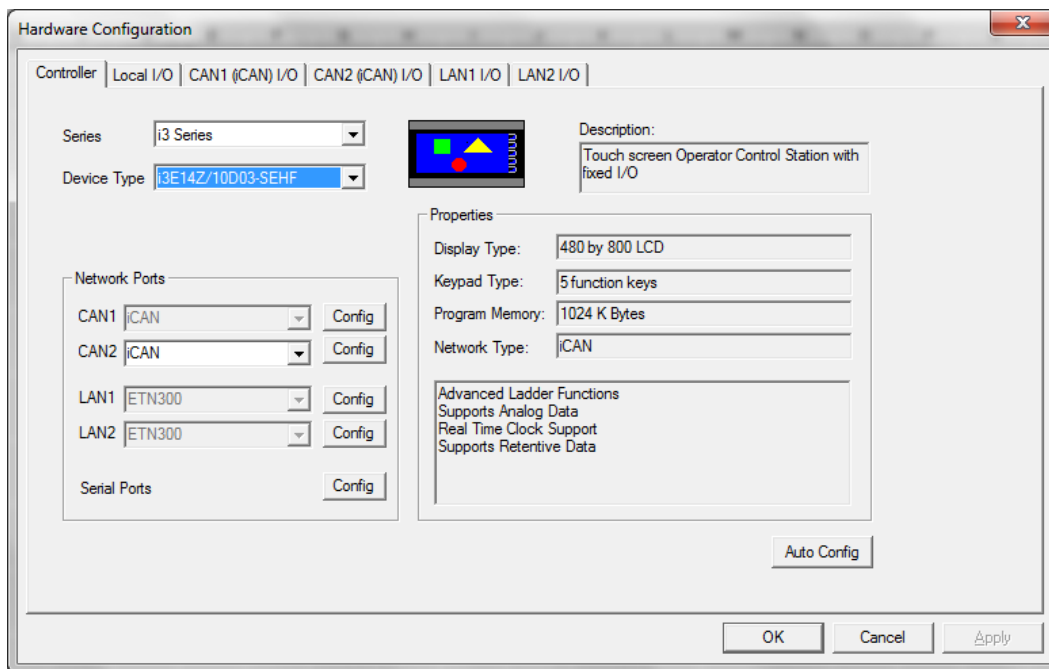 Hardware Configuration
Controller Local I/O CAN1 (iCAN) I/O CAN2 (iCAN) I/O LAN1 I/O LAN2 I/O
Series i3 Series
Device Type i3E14Z/10D03-SEHF
Description:
Touch screen Operator Control Station with
fixed I/O
Properties
Display Type: 480 by 800 LCD
Keypad Type: 5 function keys
Program Memory: 1024 K Bytes
Network Type: iCAN
Advanced Ladder Functions
Supports Analog Data
Real Time Clock Support
Supports Retentive Data
Network Ports
CAN1 iCAN Config
CAN2 iCAN Config
LAN1 ETN300 Config
LAN2 ETN300 Config
Serial Ports Config
Auto Config
OK Cancel Apply